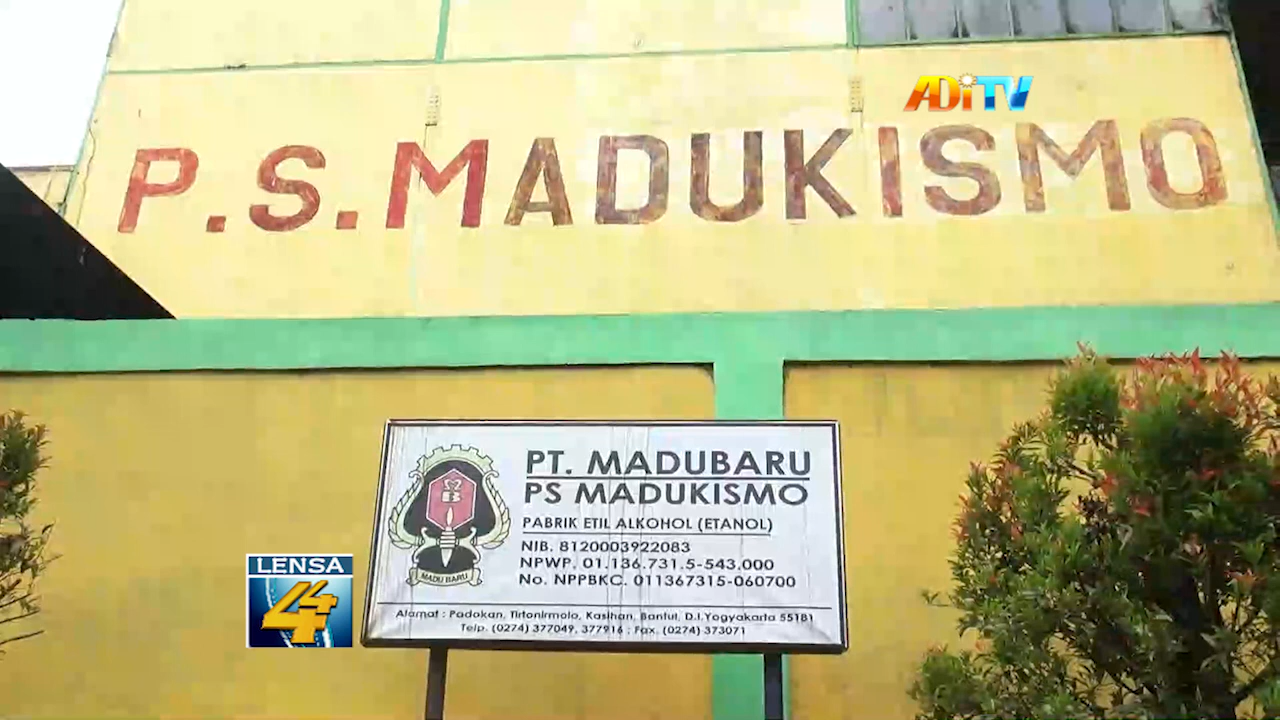 ADiTV
P.S.MADUKISMO
PT. MADUBARU
PS MADUKISMO
PABRIK ETIL ALKOHOL (ETANOL)
NIB. 8120003922083
NPWP. 01.136.731.5-543.000
No. NPPBKC. 011367315-060700
MB
MADU BARU
Alamat : Padokan, Tirtonirmolo, Kasihan, Bantul, D.I.Yogyakarta 55181
Telp. (0274) 377049, 377916 ; Fax. (0274) 373071
LENSA
44